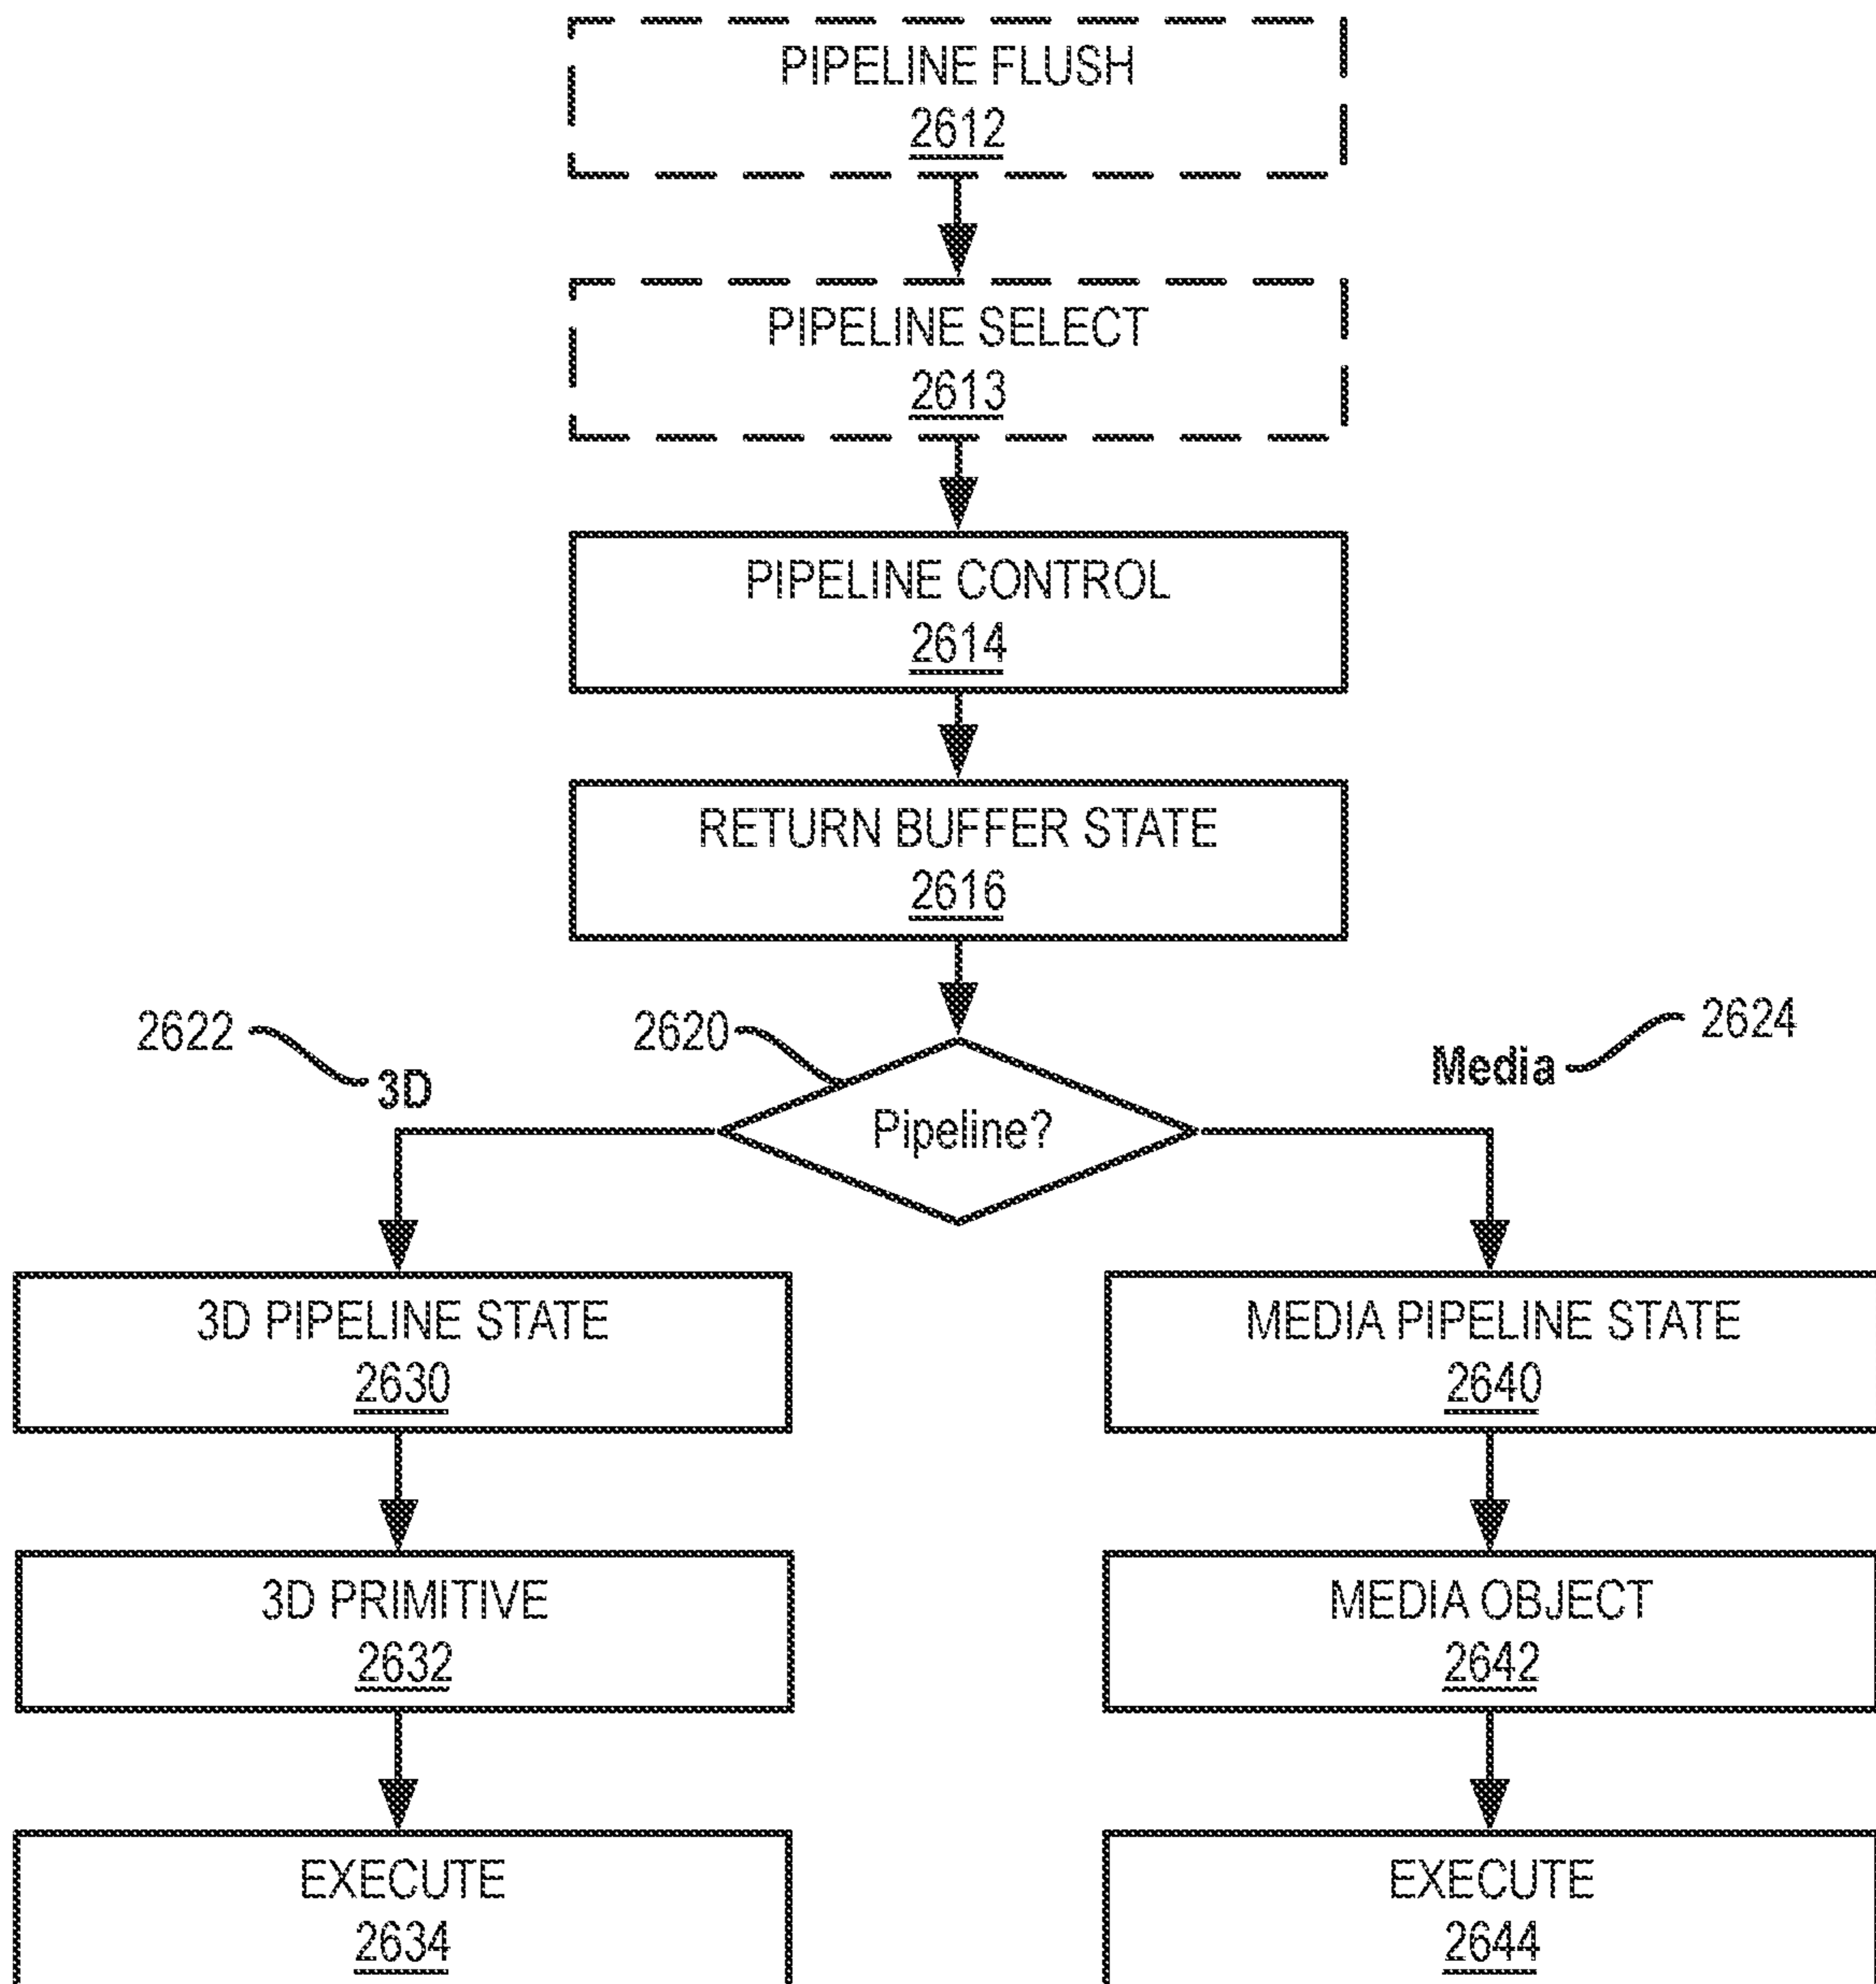 PIPELINE FLUSH
2612
PIPELINE SELECT
2613
PIPELINE CONTROL
2614
RETURN BUFFER STATE
2616
2622
2620
2624
3D
Media
Pipeline?
3D PIPELINE STATE
2630
MEDIA PIPELINE STATE
2640
3D PRIMITIVE
2632
MEDIA OBJECT
2642
EXECUTE
2634
EXECUTE
2644